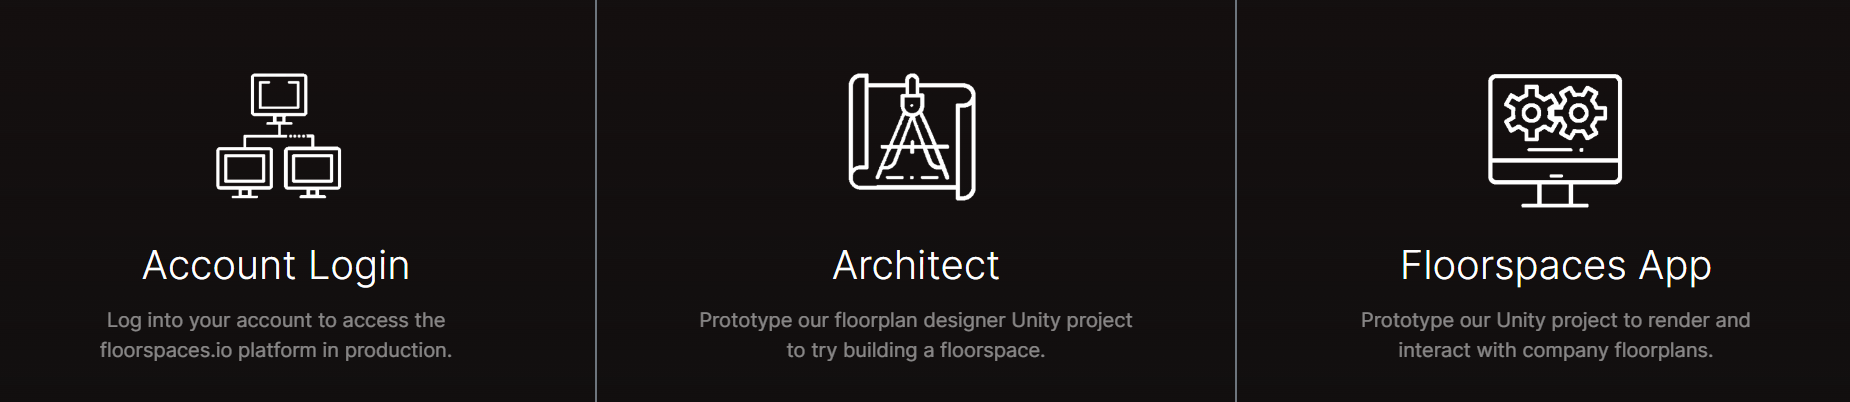 Account Login
Log into your account to access the
floorspaces.io platform in production.
Architect
Prototype our floorplan designer Unity project
to try building a floorspace.
Floorspaces App
Prototype our Unity project to render and
interact with company floorplans.